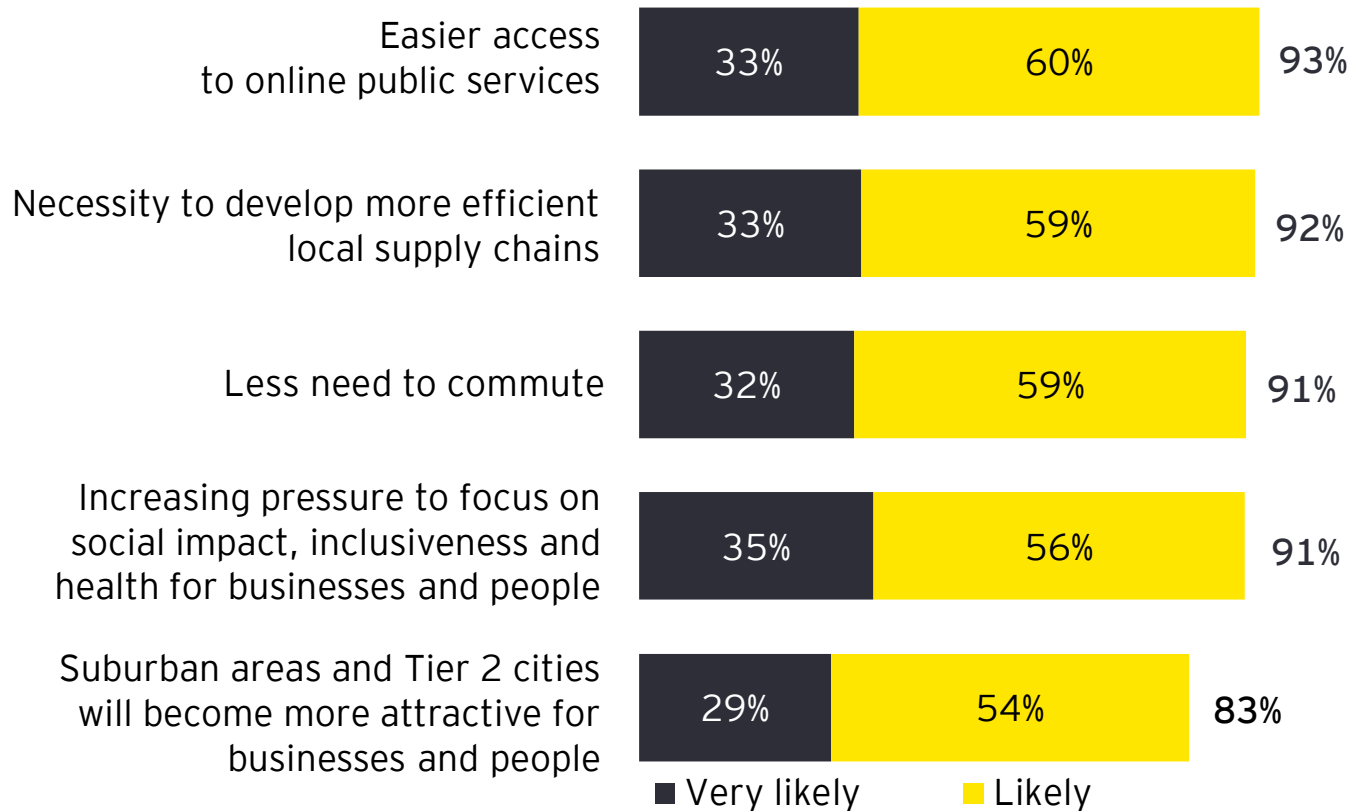 Easier access
to online public services
33%
60%
93%
Necessity to develop more efficient
local supply chains
33%
59%
92%
Less need to commute
32%
59%
91%
Increasing pressure to focus on
social impact, inclusiveness and
health for businesses and people
35%
56%
91%
Suburban areas and Tier 2 cities
will become more attractive for
businesses and people
29%
54%
83%
Very likely
Likely